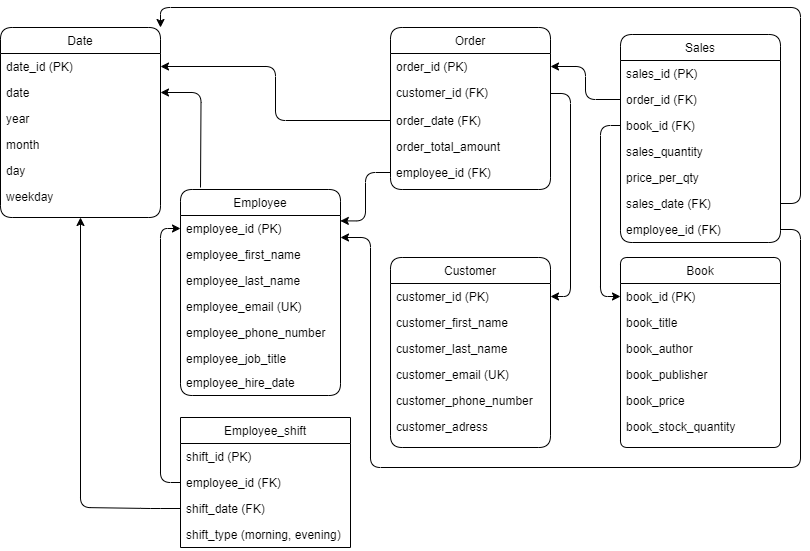 Date
date_id (PK)
date
year
month
day
weekday
Order
order_id (PK)
customer_id (FK)
order_date (FK)
order_total_amount
employee_id (FK)
Sales
sales_id (PK)
order_id (FK)
book_id (FK)
sales_quantity
price_per_qty
sales_date (FK)
employee_id (FK)
Employee
employee_id (PK)
employee_first_name
employee_last_name
employee_email (UK)
employee_phone_number
employee_job_title
employee_hire_date
Customer
customer_id (PK)
customer_first_name
customer_last_name
customer_email (UK)
customer_phone_number
customer_adress
Book
book_id (PK)
book_title
book_author
book_publisher
book_price
book_stock_quantity
Employee_shift
shift_id (PK)
employee_id (FK)
shift_date (FK)
shift_type (morning, evening)